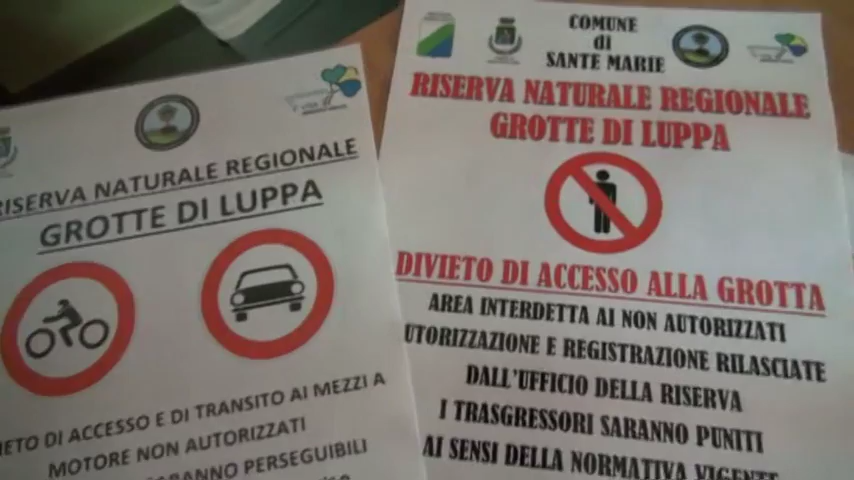 RISERVA NATURALE REGIONALE
GROTTE DI LUPPA
DI ACCESSO E DI TRANSITO AI MEZZI A
MOTORE NON AUTORIZZATI
PERSEGUIBILI
COMUNE
di
SANTE MARIE
RISERVA NATURALE REGIONALE
GROTTE DI LUPPA
DIVIETO DI ACCESSO ALLA GROTTA
AREA INTERDETTA AI NON AUTORIZZATI
UTORIZZAZIONE E REGISTRAZIONE RILASCIATE
DALL'UFFICIO DELLA RISERVA
I TRASGRESSORI SARANNO PUNITI
AI SENSI DELLA NORMATIVA VIGENTE